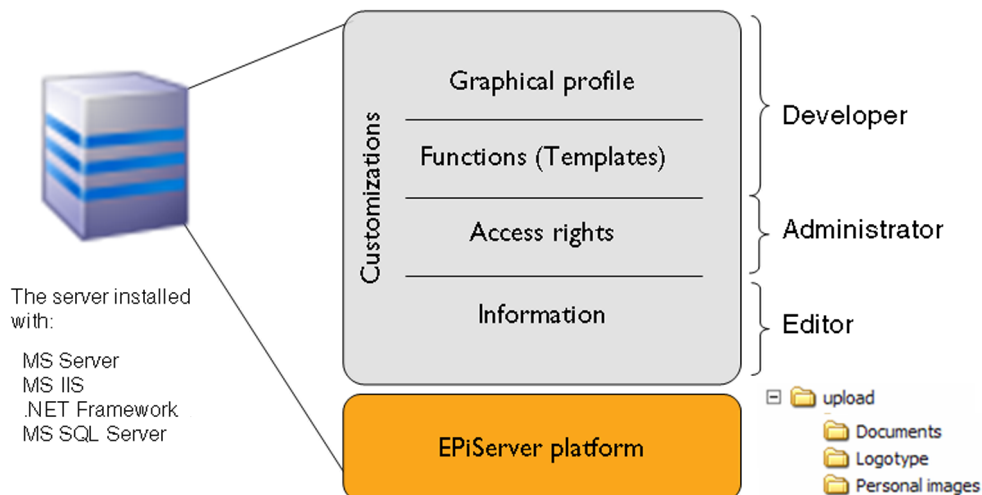 Graphical profile
Functions (Templates)
Access rights
Information
Customizations
Developer
Administrator
Editor
The server installed
with:
MS Server
MS IIS
.NET Framework
MS SQL Server
EPiServer platform
upload
Documents
Logotype
Personal images